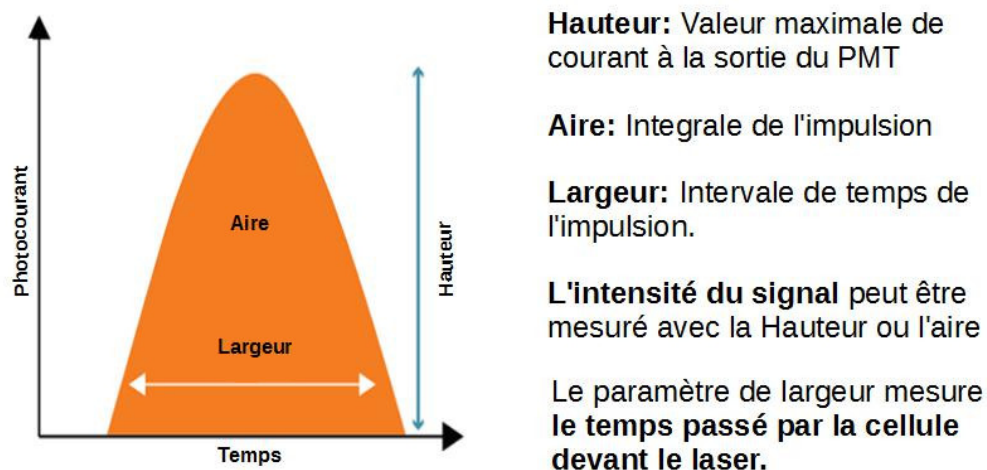 Photocourant
Aire
Largeur
Hauteur
Temps
Hauteur: Valeur maximale de
courant à la sortie du PMT
Aire: Integrale de l'impulsion
Largeur: Intervale de temps de
l'impulsion.
L'intensité du signal peut être
mesuré avec la Hauteur ou l'aire
Le paramètre de largeur mesure
le temps passé par la cellule
devant le laser.